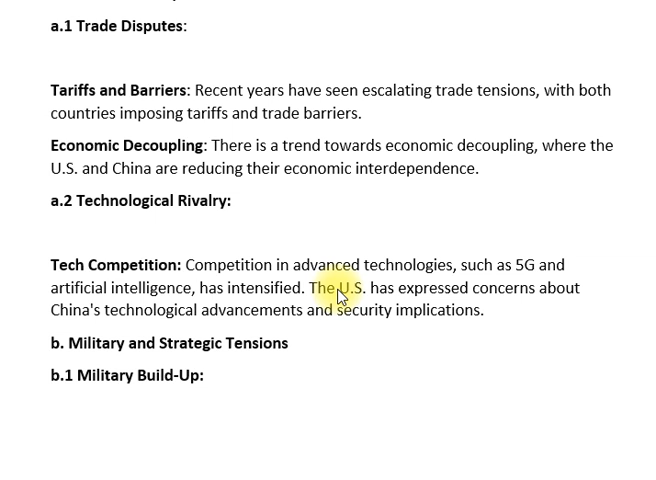 a.1 Trade Disputes:
Tariffs and Barriers: Recent years have seen escalating trade tensions, with both
countries imposing tariffs and trade barriers.
Economic Decoupling: There is a trend towards economic decoupling, where the
U.S. and China are reducing their economic interdependence.
a.2 Technological Rivalry:
Tech Competition: Competition in advanced technologies, such as 5G and
artificial intelligence, has intensified. The U.S. has expressed concerns about
China's technological advancements and security implications.
b. Military and Strategic Tensions
b.1 Military Build-Up: